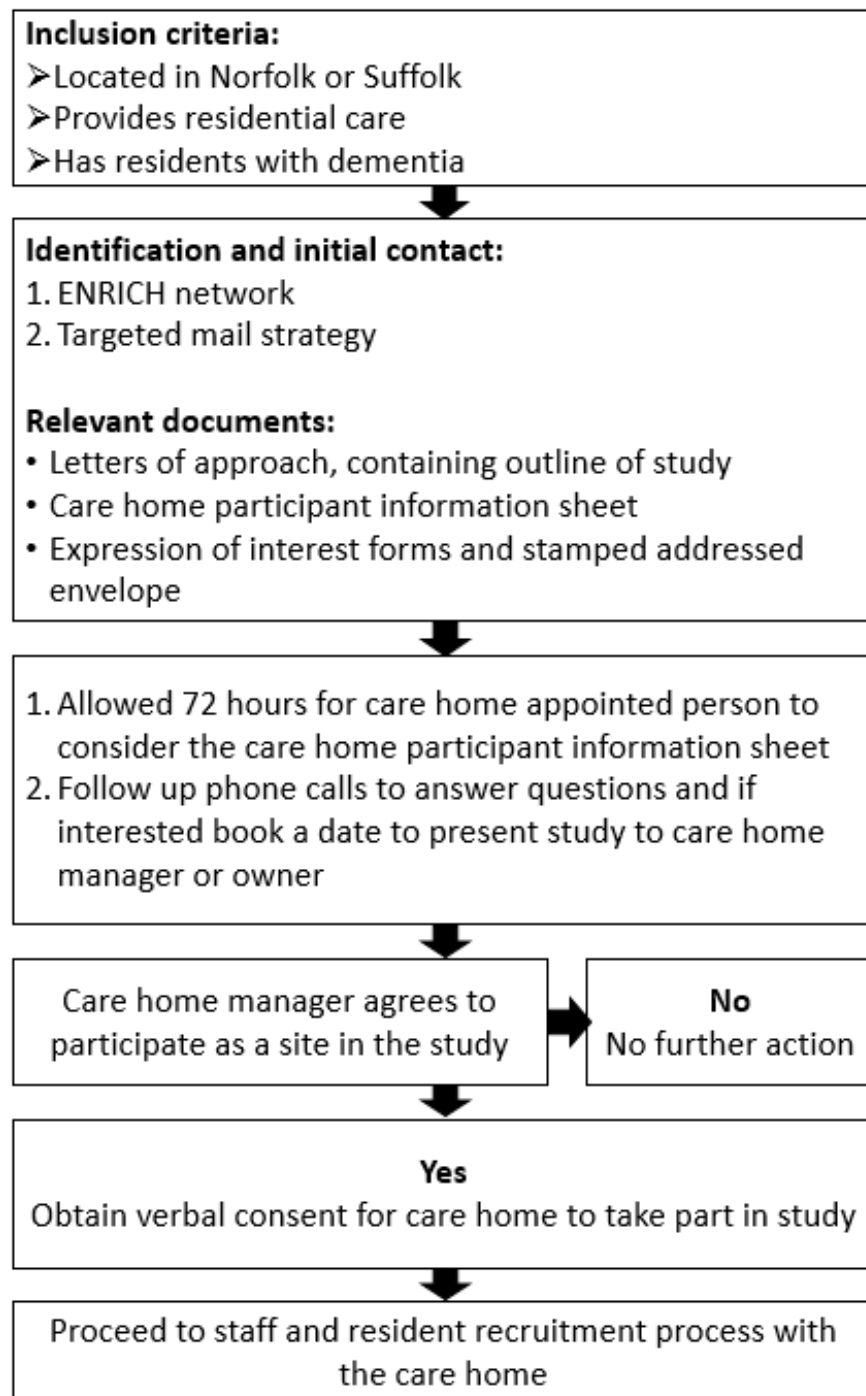 Inclusion criteria:
➢Located in Norfolk or Suffolk
➢Provides residential care
➢Has residents with dementia
Identification and initial contact:
1. ENRICH network
2. Targeted mail strategy
Relevant documents:
• Letters of approach, containing outline of study
• Care home participant information sheet
• Expression of interest forms and stamped addressed
envelope
1. Allowed 72 hours for care home appointed person to
consider the care home participant information sheet
2. Follow up phone calls to answer questions and if
interested book a date to present study to care home
manager or owner
Care home manager agrees to
participate as a site in the study
No
No further action
Yes
Obtain verbal consent for care home to take part in study
Proceed to staff and resident recruitment process with
the care home